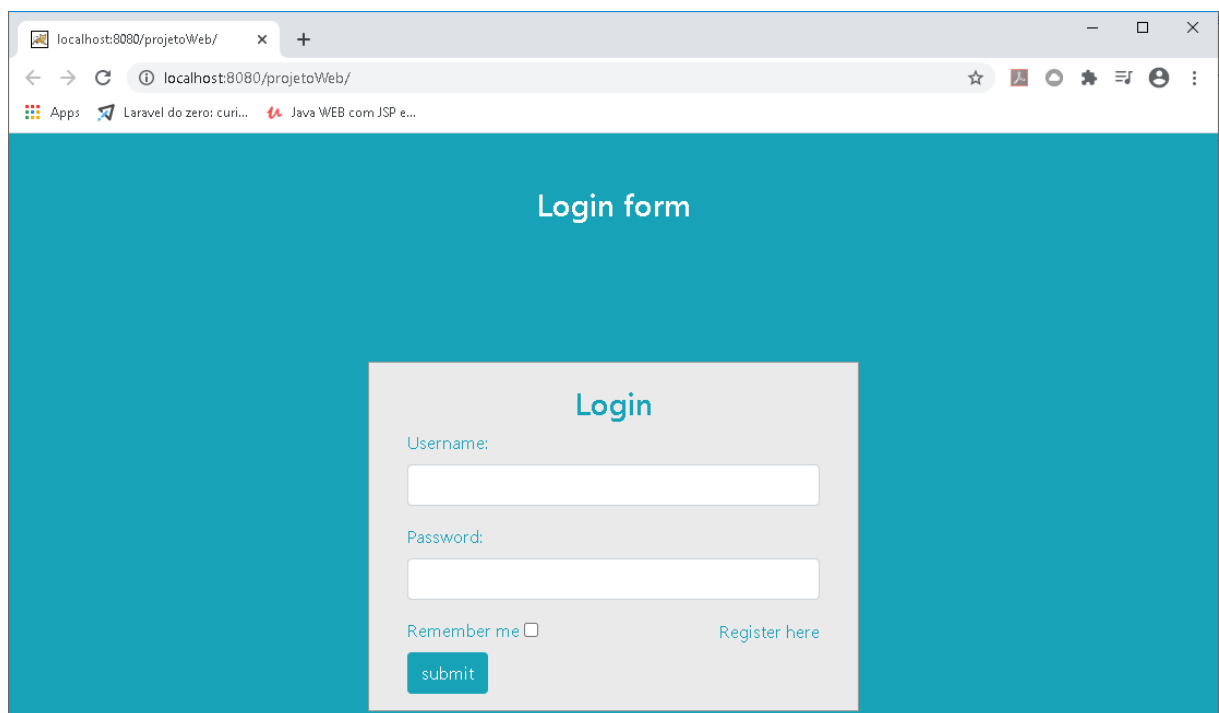 localhost:8080/projetoWeb/
localhost:8080/projetoWeb/
Apps Laravel do zero: curi... Java WEB com JSP e...
Login form
Login
Username:
Password:
Remember me Register here
submit